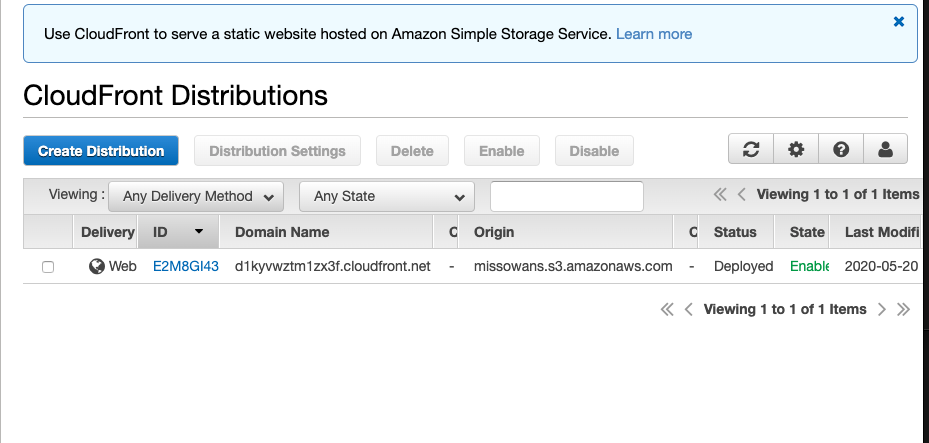 Use CloudFront to serve a static website hosted on Amazon Simple Storage Service. Learn more
CloudFront Distributions
Create Distribution Distribution Settings Delete Enable Disable
Viewing : Any Delivery Method Any State Viewing 1 to 1 of 1 Items
Delivery ID Domain Name C Origin C Status State Last Modifi
Web E2M8GI43 d1kyvwztm1zx3f.cloudfront.net - missowans.s3.amazonaws.com - Deployed Enable 2020-05-20
Viewing 1 to 1 of 1 Items